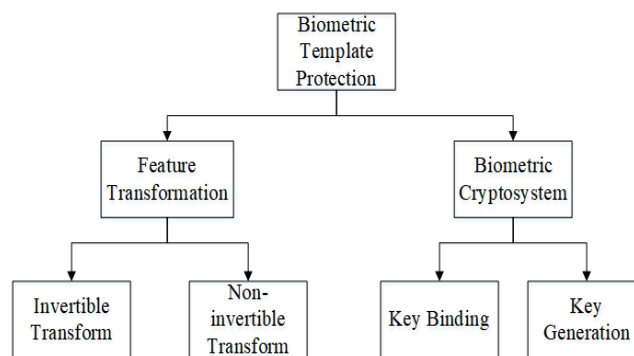 Biometric
Template
Protection
Feature
Transformation
Biometric
Cryptosystem
Invertible
Transform
Non-
invertible
Transform
Key Binding
Key
Generation